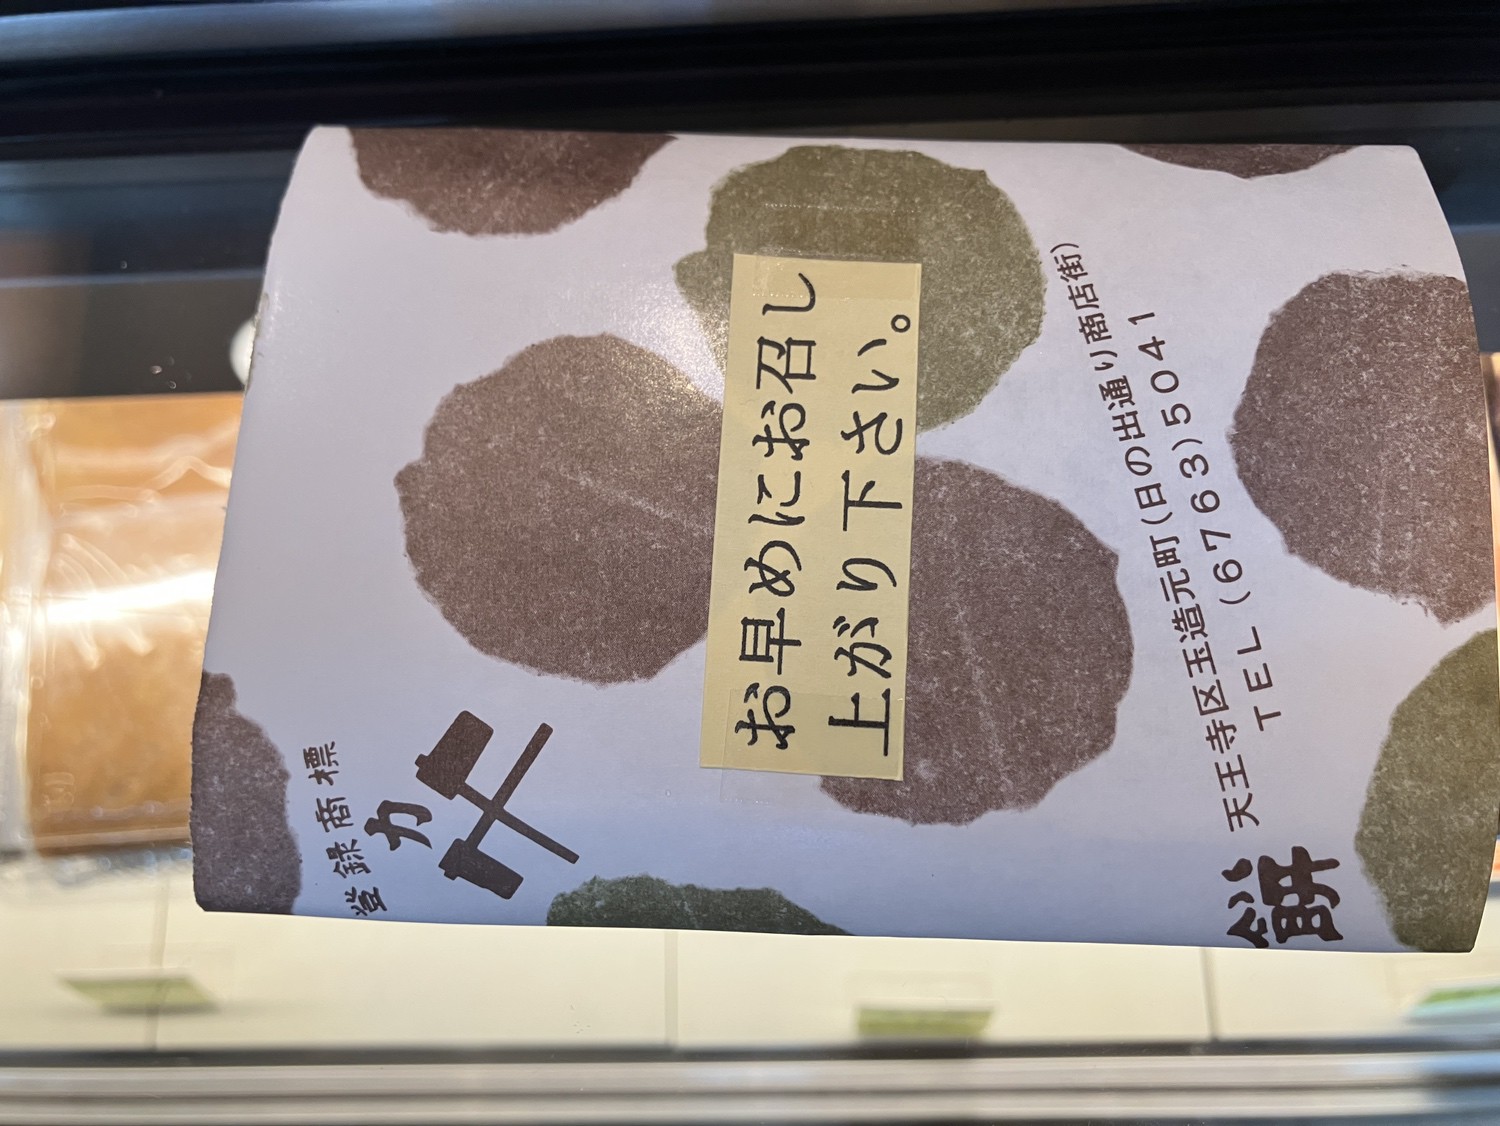 登録商標
力
お早めにお召し
上がり下さい。
天王寺区玉造元町(日の出通り商店街)
TEL(6763)5041
餅